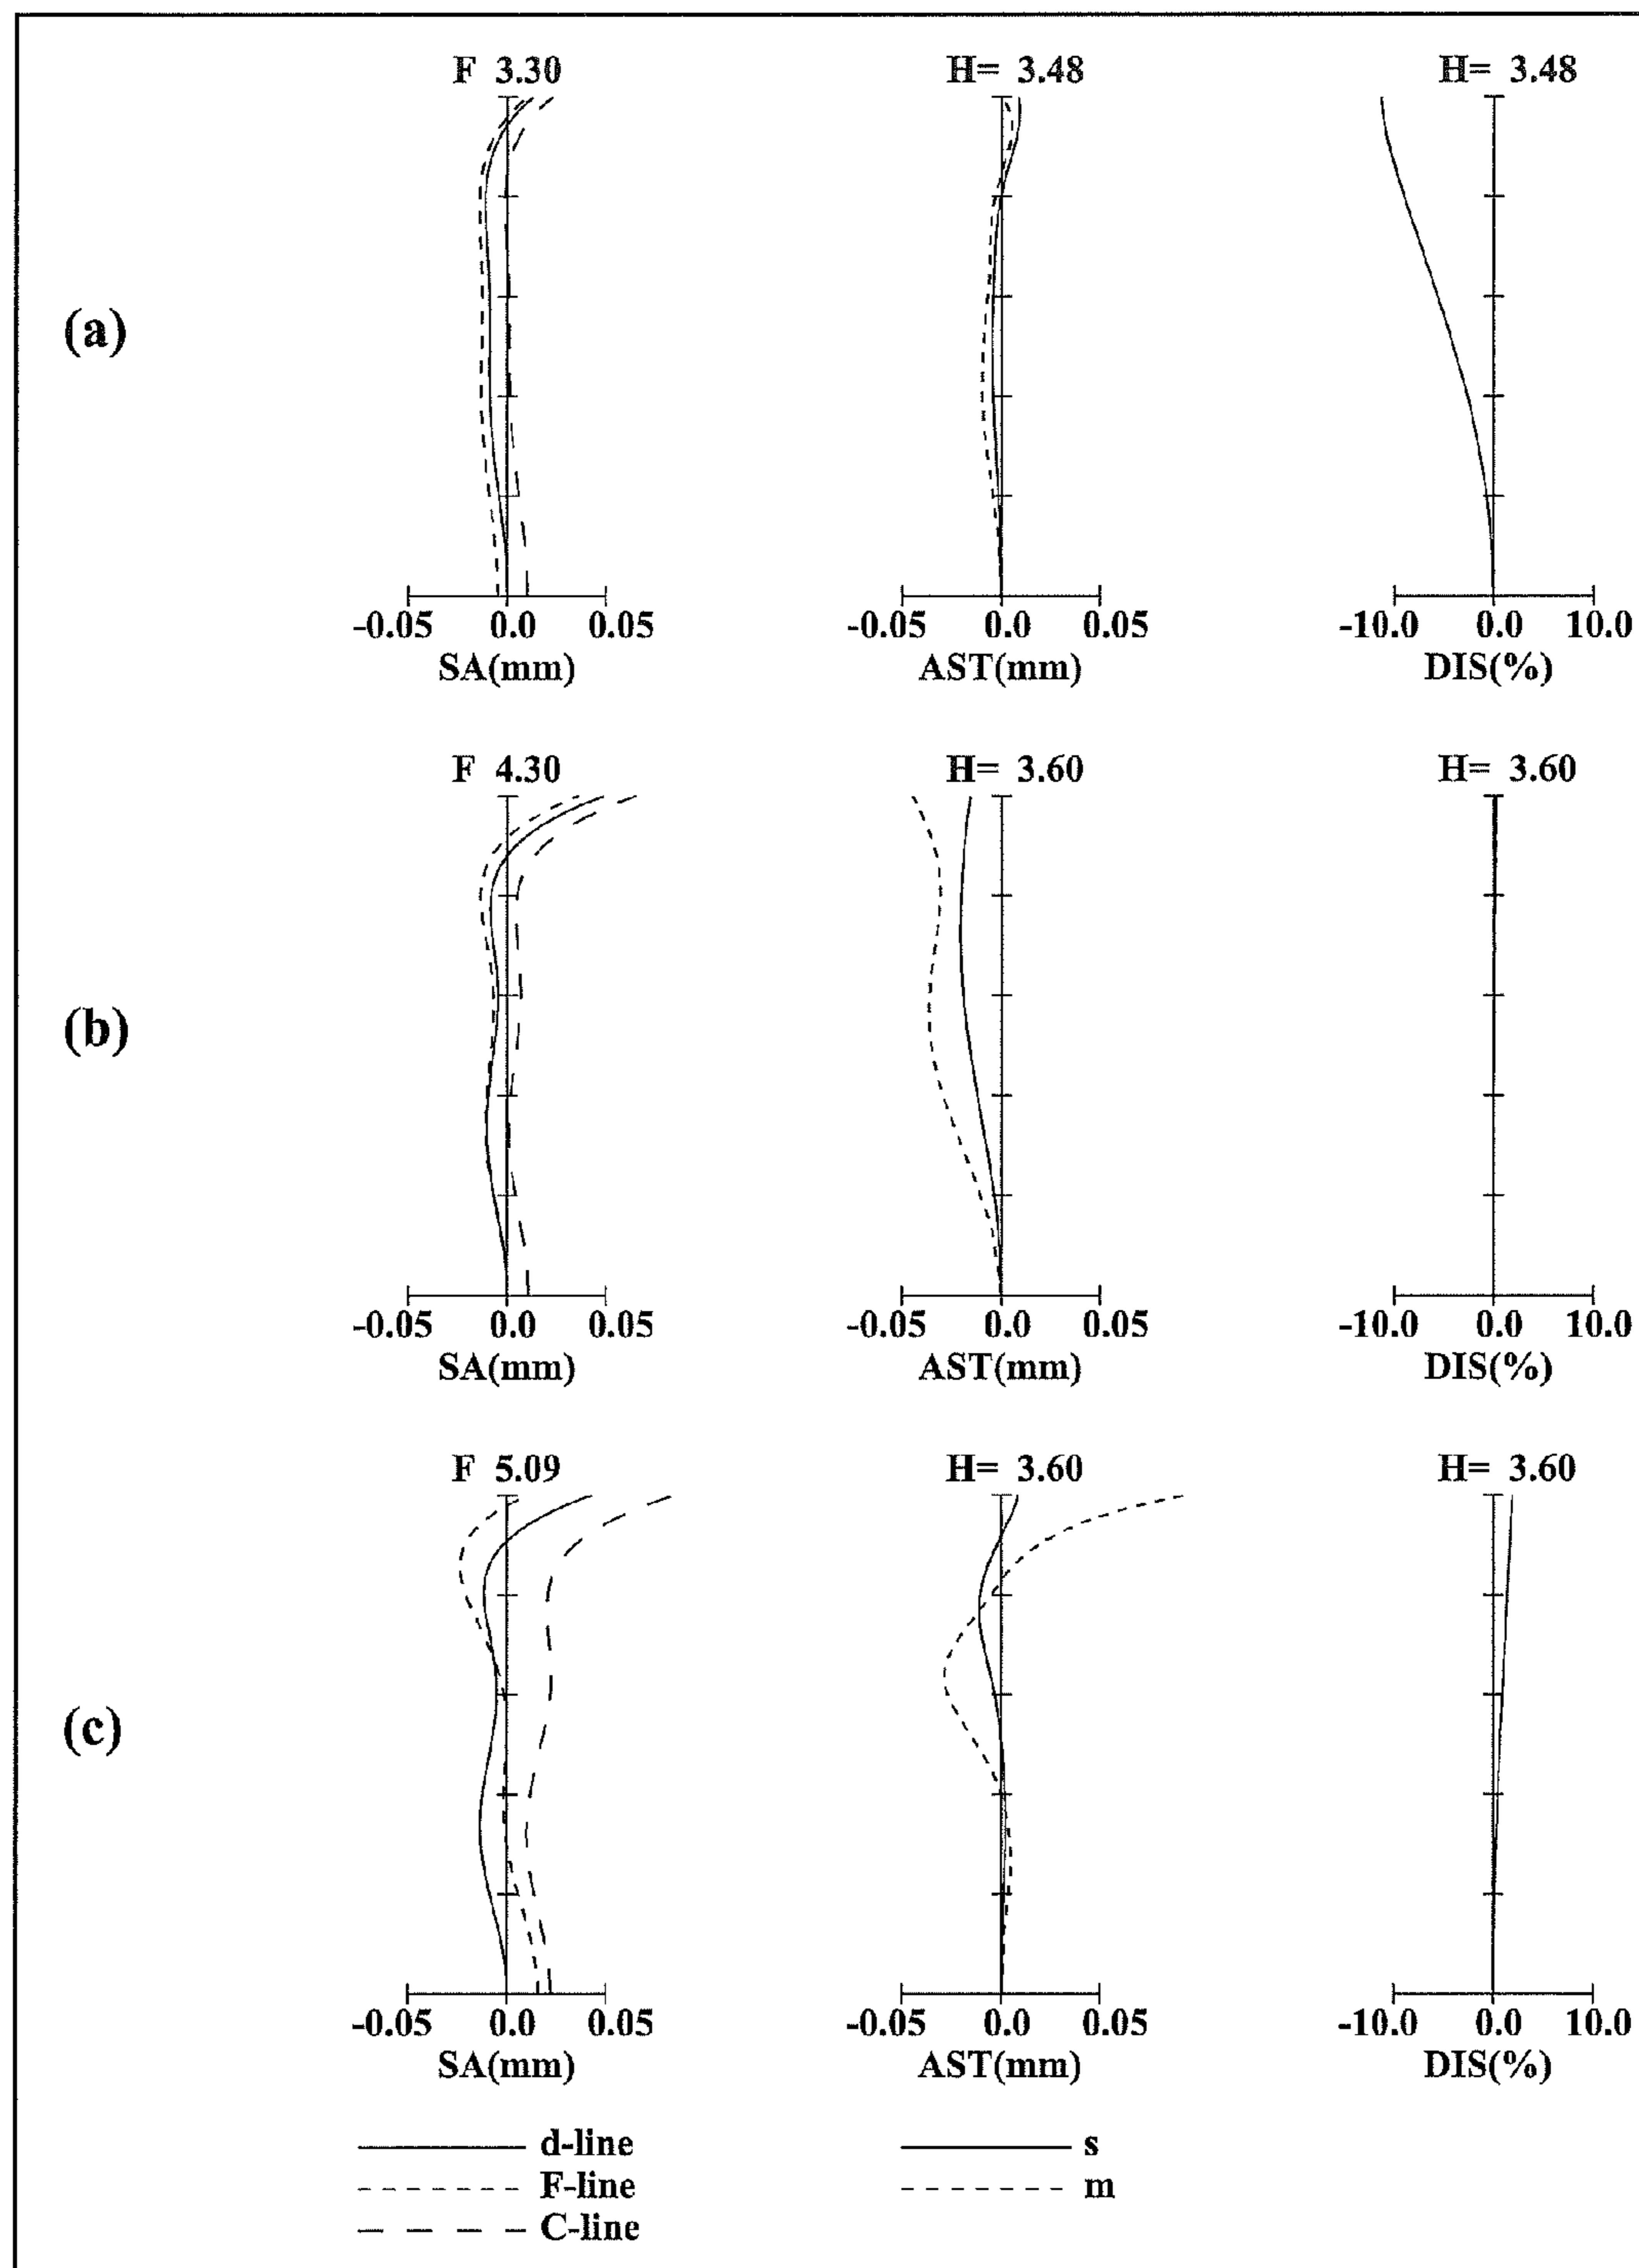 F 3.30 H= 3.48 H= 3.48
(a)
-0.05 0.0 0.05 -0.05 0.0 0.05 -10.0 0.0 10.0
SA(mm) AST(mm) DIS(%)
F 4.30 H= 3.60 H= 3.60
(b)
-0.05 0.0 0.05 -0.05 0.0 0.05 -10.0 0.0 10.0
SA(mm) AST(mm) DIS(%)
F 5.09 H= 3.60 H= 3.60
(c)
-0.05 0.0 0.05 -0.05 0.0 0.05 -10.0 0.0 10.0
SA(mm) AST(mm) DIS(%)
d-line s
F-line m
C-line